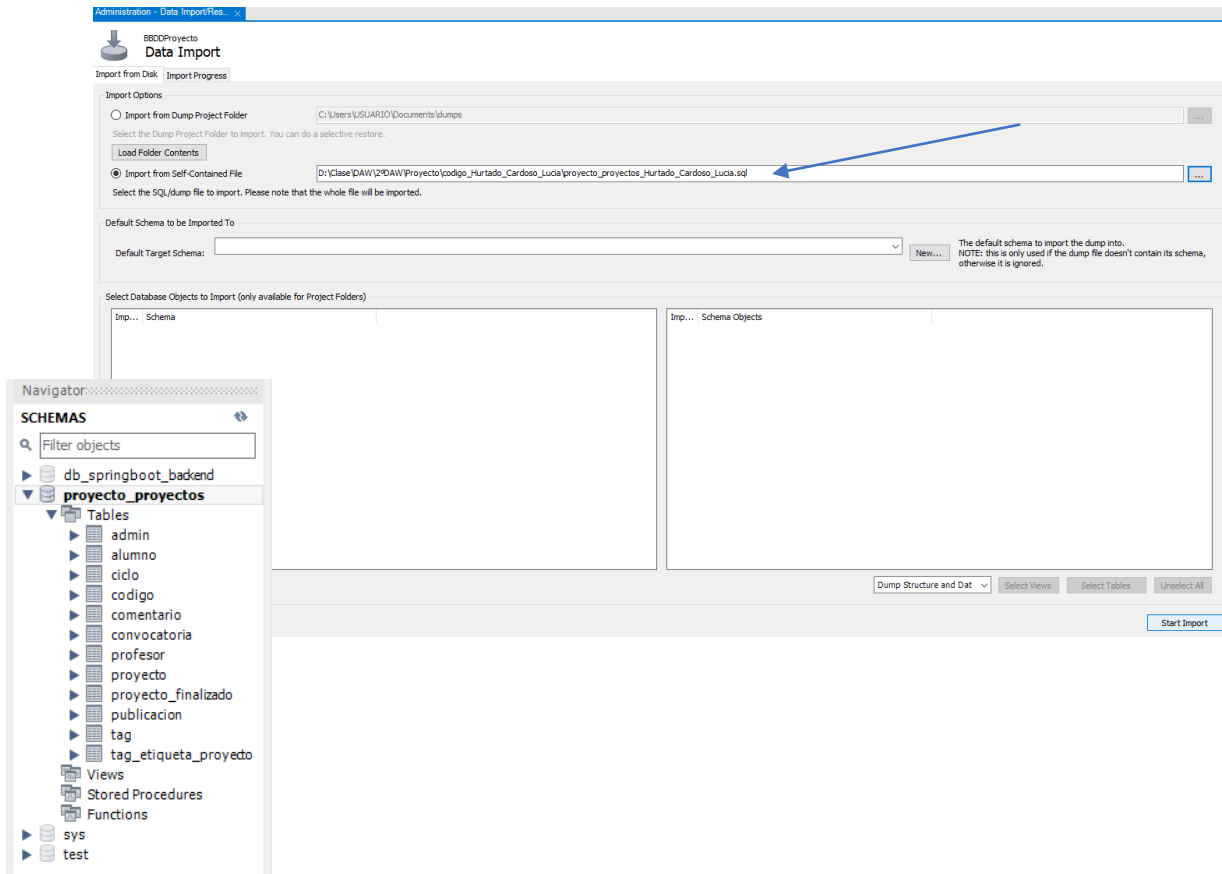 Administration - Data Import/Res...
BBDDProyecto
Data Import
Import from Disk
Import Progress
Import Options
Import from Dump Project Folder
C:\Users\USUARIO\Documents\dumps
...
Select the Dump Project Folder to import. You can do a selective restore.
Load Folder Contents
Import from Self-Contained File
D:\Clase\DAW\2ºDAW\Proyecto\codigo_Hurtado_Cardoso_Lucia\proyecto_proyectos_Hurtado_Cardoso_Lucia.sql
...
Select the SQL/dump file to import. Please note that the whole file will be imported.
Default Schema to be Imported To
Default Target Schema:
New...
The default schema to import the dump into.
NOTE: this is only used if the dump file doesn't contain its schema,
otherwise it is ignored.
Select Database Objects to Import (only available for Project Folders)
Imp... Schema
Imp... Schema Objects
Dump Structure and Dat
Select Views
Select Tables
Unselect All
Start Import
Navigator
SCHEMAS
Filter objects
db_springboot_backend
proyecto_proyectos
Tables
admin
alumno
ciclo
codigo
comentario
convocatoria
profesor
proyecto
proyecto_finalizado
publicacion
tag
tag_etiqueta_proyecto
Views
Stored Procedures
Functions
sys
test